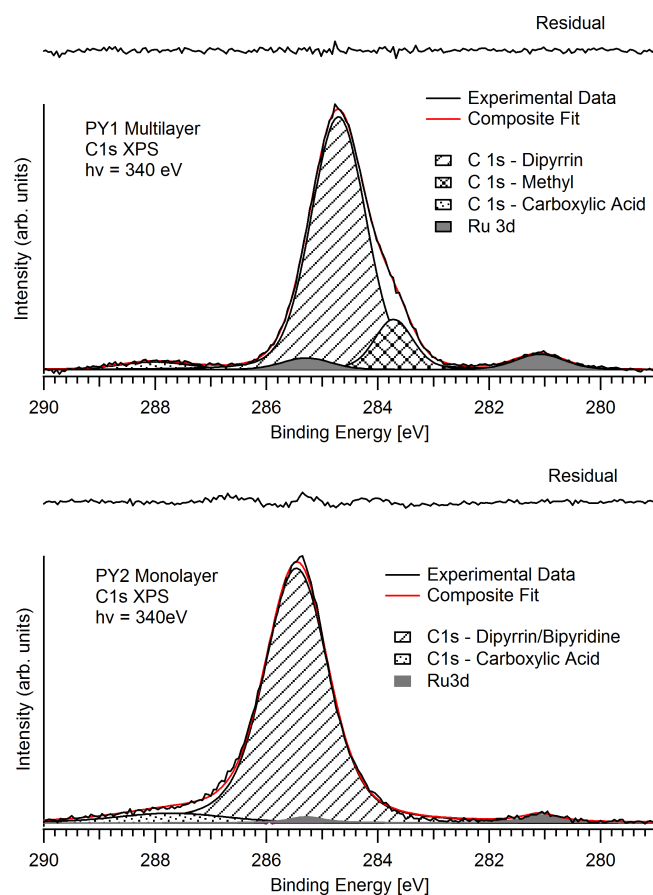 Residual
Intensity (arb. units)
PY1 Multilayer
C1s XPS
hv = 340 eV
Experimental Data
Composite Fit
C 1s - Dipyrrin
C 1s - Methyl
C 1s - Carboxylic Acid
Ru 3d
290 288 286 284 282 280
Binding Energy [eV]
Residual
Intensity (arb. units)
PY2 Monolayer
C1s XPS
hv = 340eV
Experimental Data
Composite Fit
C1s - Dipyrrin/Bipyridine
C1s - Carboxylic Acid
Ru3d
290 288 286 284 282 280
Binding Energy [eV]